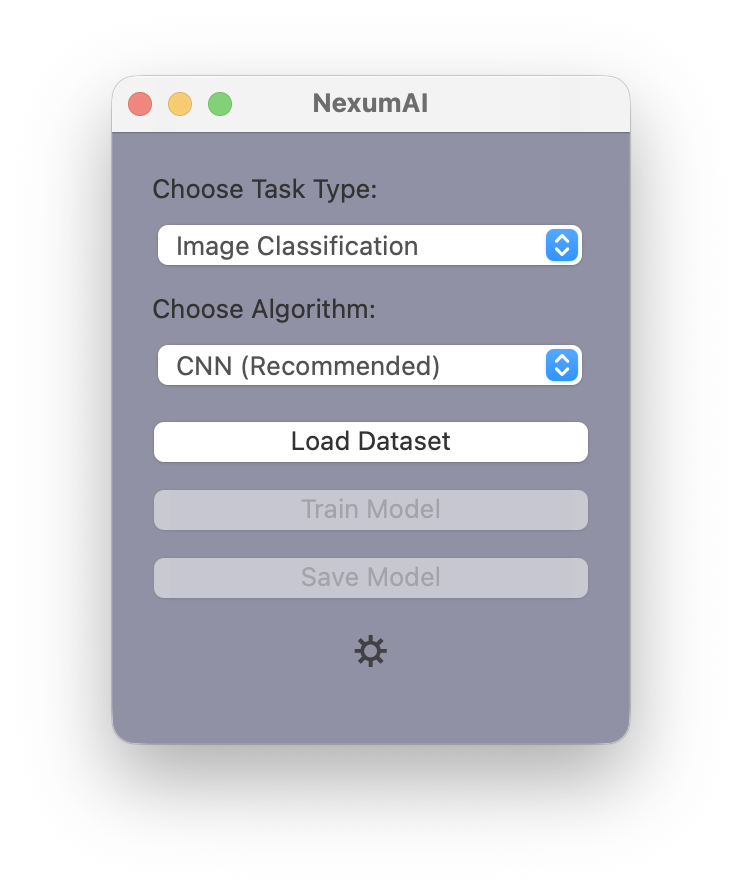 NexumAI
Choose Task Type:
Image Classification
Choose Algorithm:
CNN (Recommended)
Load Dataset
Train Model
Save Model